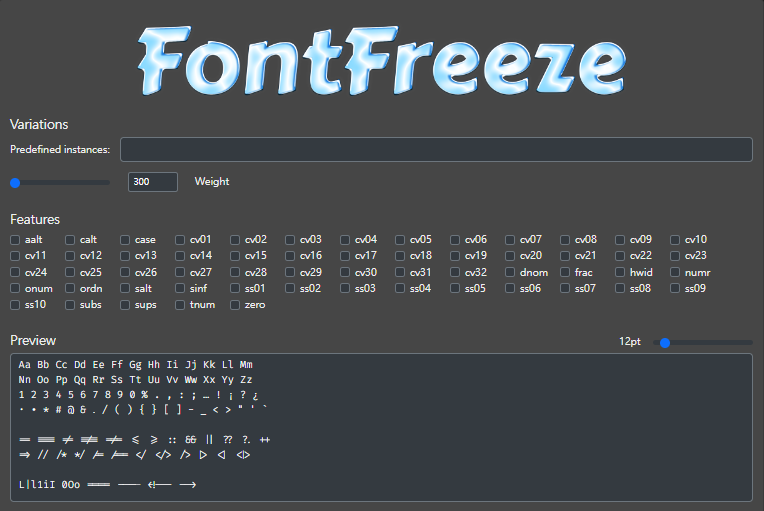 FontFreeze
Variations
Predefined instances:
300 Weight
Features
aalt calt case cv01 cv02 cv03 cv04 cv05 cv06 cv07 cv08 cv09 cv10
cv11 cv12 cv13 cv14 cv15 cv16 cv17 cv18 cv19 cv20 cv21 cv22 cv23
cv24 cv25 cv26 cv27 cv28 cv29 cv30 cv31 cv32 dnom frac hwid numr
onum ordn salt sinf ss01 ss02 ss03 ss04 ss05 ss06 ss07 ss08 ss09
ss10 subs sups tnum zero
Preview 12pt
Aa Bb Cc Dd Ee Ff Gg Hh Ii Jj Kk Ll Mm
Nn Oo Pp Qq Rr Ss Tt Uu Vv Ww Xx Yy Zz
1 2 3 4 5 6 7 8 9 0 % . , : ; … ! ¡ ? ¿
· • * # @ & . / ( ) { } [ ] - _ < > " ' `
== === != !== =/= <= >= :: && || ?? ?. ++
=> // /* */ /= /== </ </> /> |> <| <|>
L|l1iI 0Oo ==== ---- <!-- -->